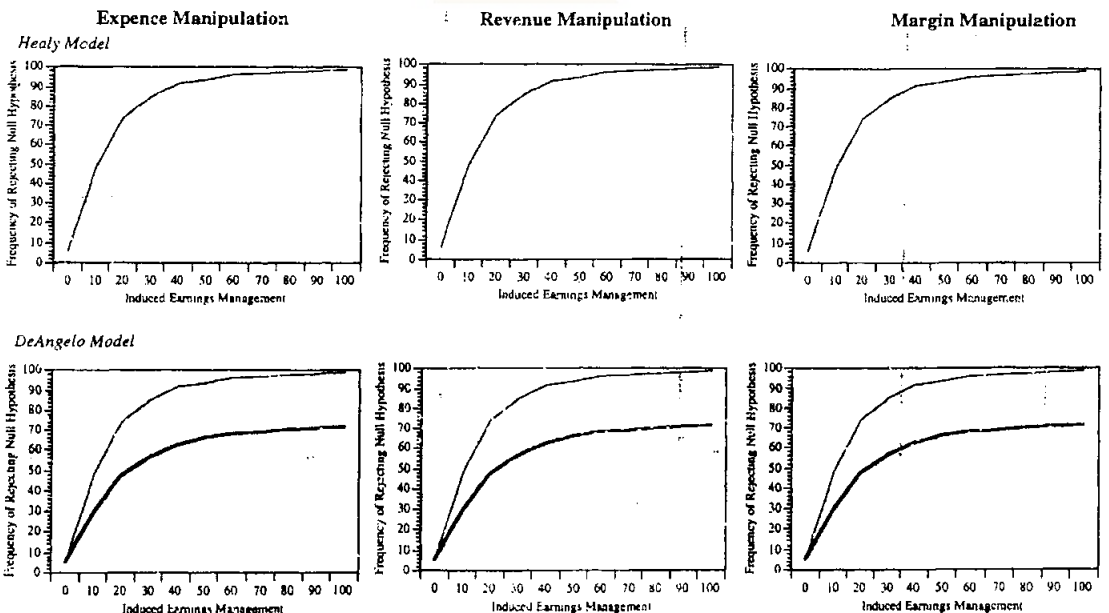 Expence Manipulation
Revenue Manipulation
Margin Manipulation
Healy Model
Frequency of Rejecting Null Hypothesis
100
90
80
70
60
50
40
30
20
10
0
0 10 20 30 40 50 60 70 80 90 100
Induced Earnings Management
Frequency of Rejecting Null Hypothesis
100
90
80
70
60
50
40
30
20
10
0
0 10 20 30 40 50 60 70 80 90 100
Induced Earnings Management
Frequency of Rejecting Null Hypothesis
100
90
80
70
60
50
40
30
20
10
0
0 10 20 30 40 50 60 70 80 90 100
Induced Earnings Management
DeAngelo Model
Frequency of Rejecting Null Hypothesis
100
90
80
70
60
50
40
30
20
10
0
0 10 20 30 40 50 60 70 80 90 100
Induced Earnings Management
Frequency of Rejecting Null Hypothesis
100
90
80
70
60
50
40
30
20
10
0
0 10 20 30 40 50 60 70 80 90 100
Induced Earnings Management
Frequency of Rejecting Null Hypothesis
100
90
80
70
60
50
40
30
20
10
0
0 10 20 30 40 50 60 70 80 90 100
Induced Earnings Management